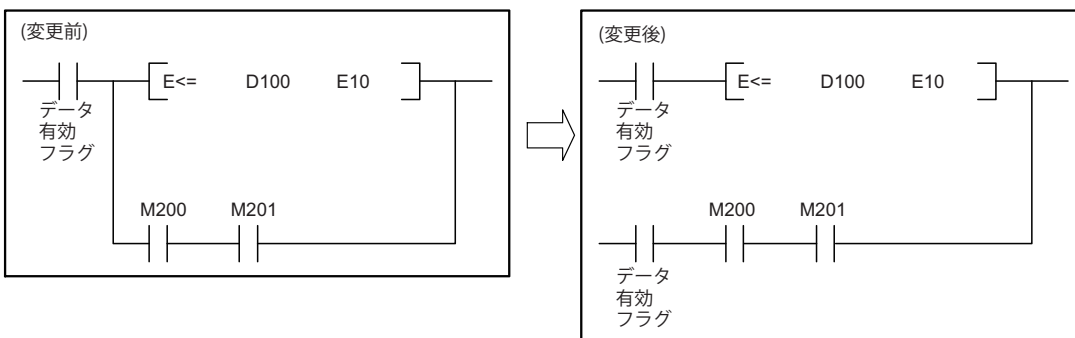 (変更前)
E<= D100 E10
データ
有効
フラグ
M200 M201
(変更後)
E<= D100 E10
データ
有効
フラグ
M200 M201
データ
有効
フラグ